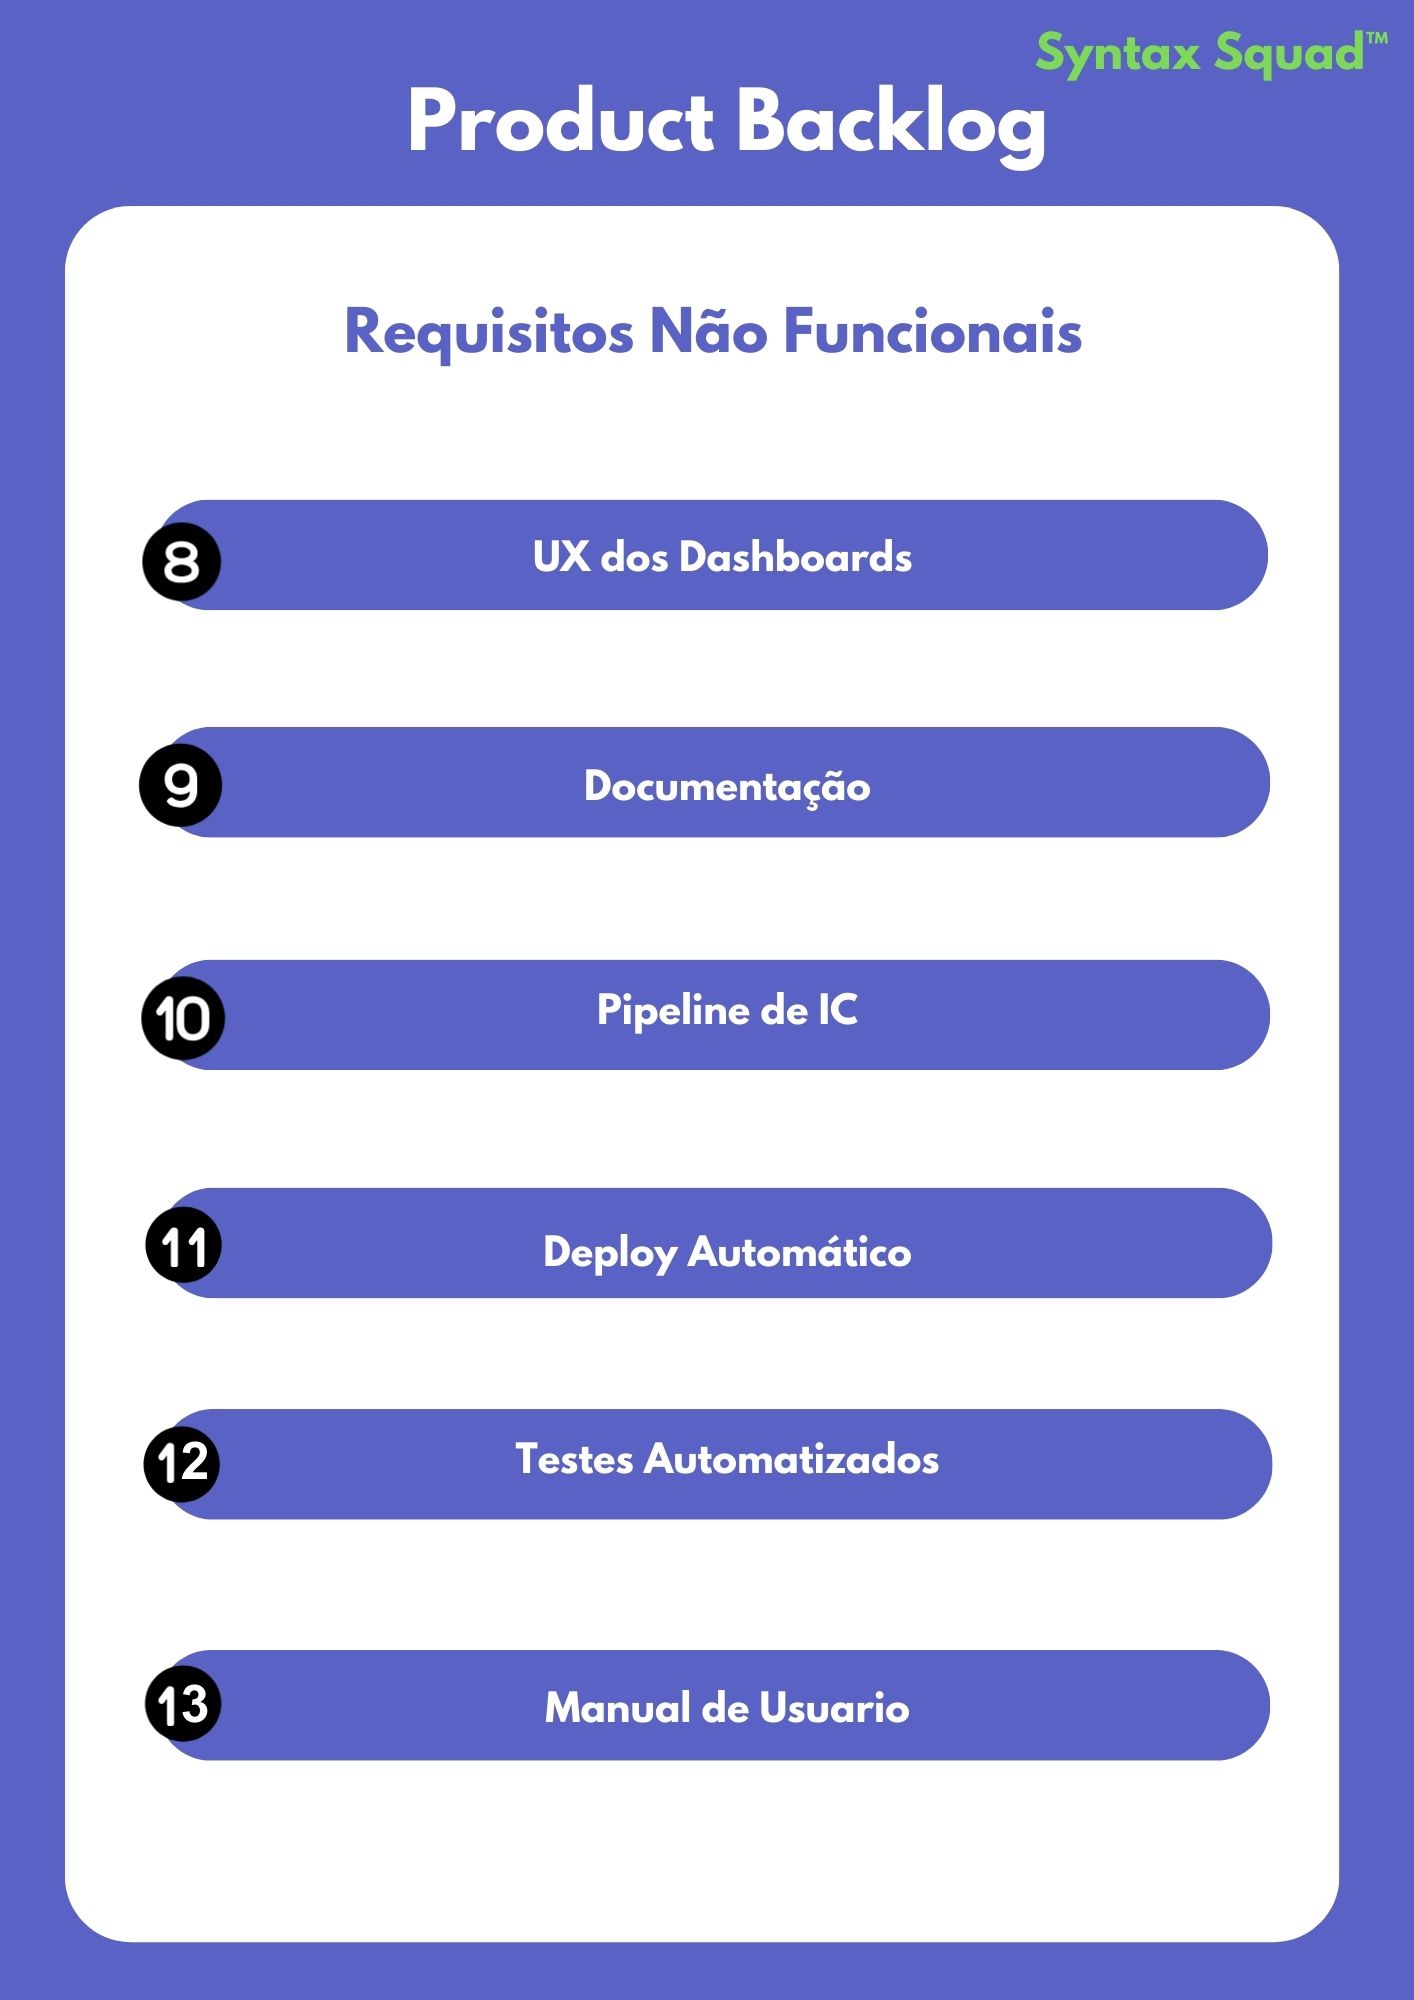 Syntax Squad™
Product Backlog
Requisitos Não Funcionais
8 UX dos Dashboards
9 Documentação
10 Pipeline de IC
11 Deploy Automático
12 Testes Automatizados
13 Manual de Usuario